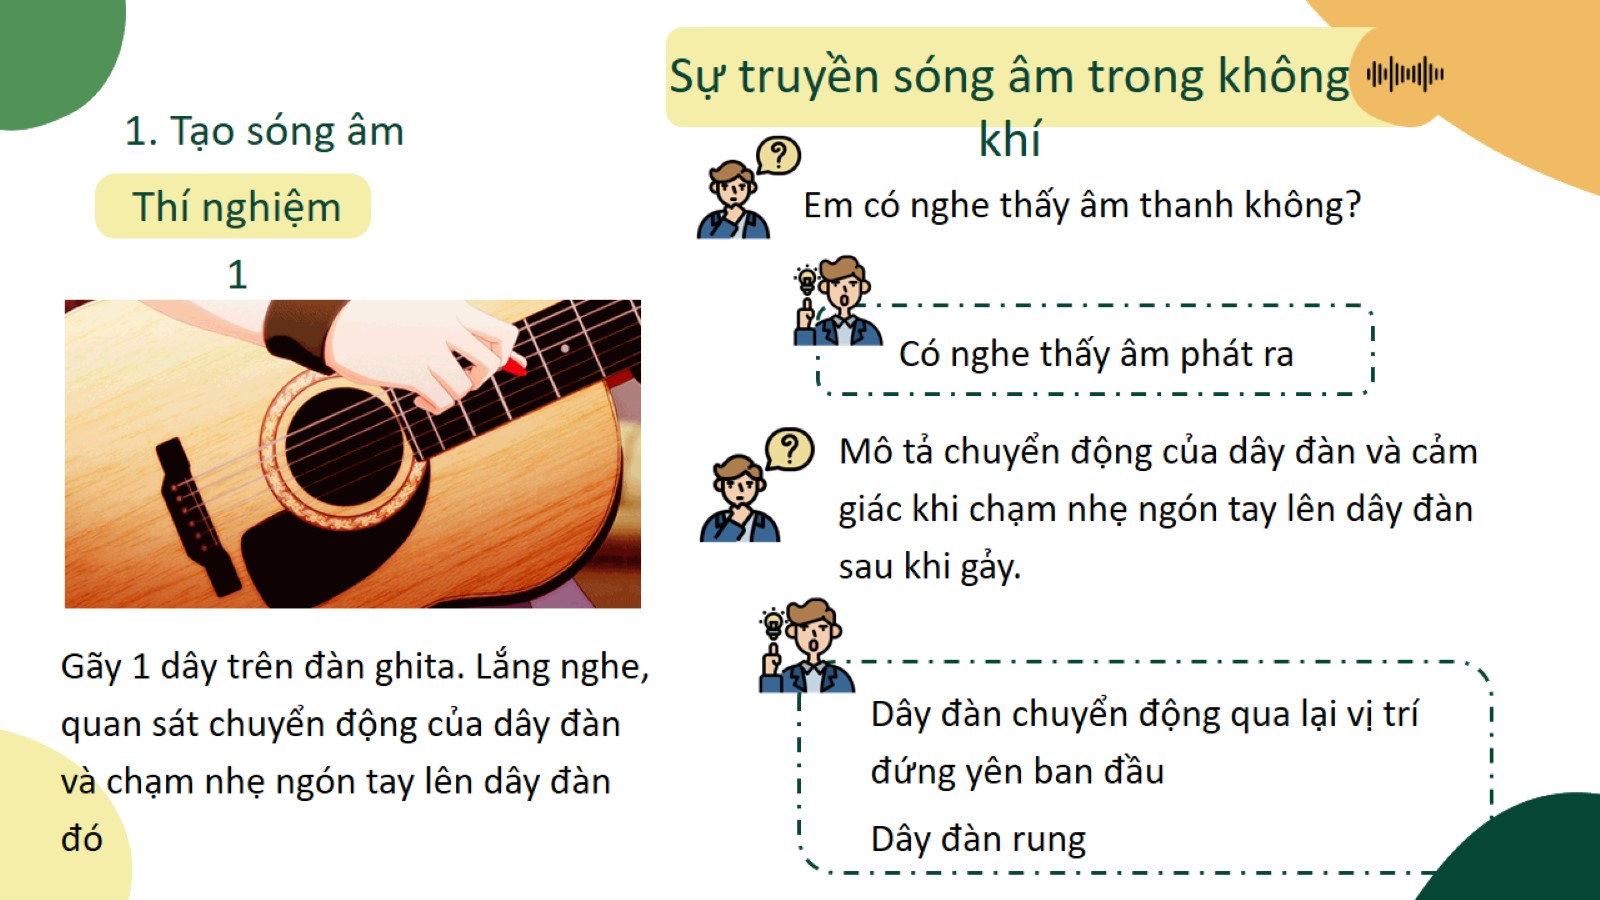 Sự truyền sóng âm trong không
khí
1. Tạo sóng âm
Thí nghiệm
1
Gãy 1 dây trên đàn ghita. Lắng nghe,
quan sát chuyển động của dây đàn
và chạm nhẹ ngón tay lên dây đàn
đó
?
Em có nghe thấy âm thanh không?
Có nghe thấy âm phát ra
?
Mô tả chuyển động của dây đàn và cảm
giác khi chạm nhẹ ngón tay lên dây đàn
sau khi gảy.
Dây đàn chuyển động qua lại vị trí
đứng yên ban đầu
Dây đàn rung